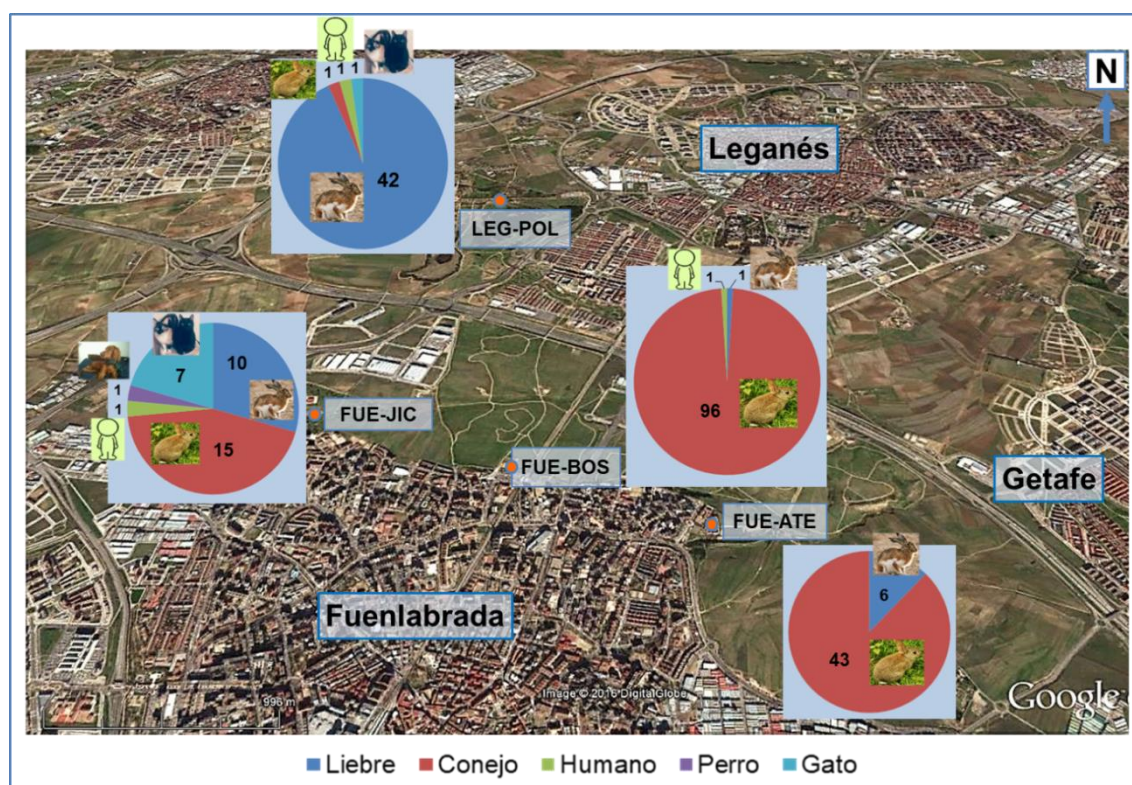 N
1 1 1
42
Leganés
LEG-POL
1 1
96
10
7
1
1
15
FUE-JIC
FUE-BOS
Getafe
FUE-ATE
6
43
Fuenlabrada
Image © 2016 DigitalGlobe
996 m
Google
Liebre Conejo Humano Perro Gato